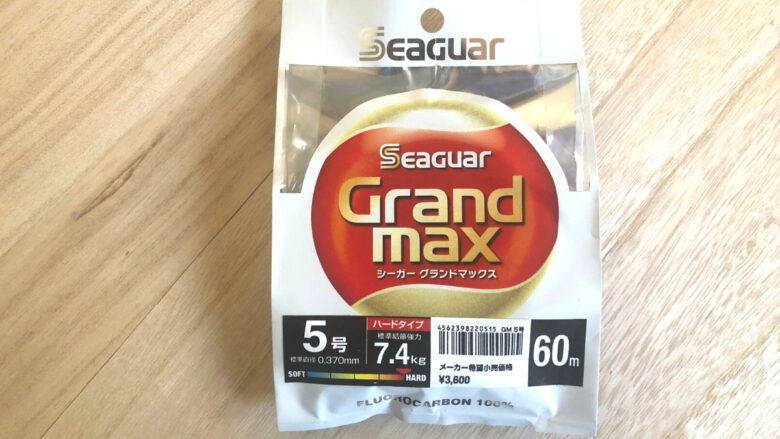 SEAGUAR
SEAGUAR
Grand
max
シーガー グランドマックス
5号
標準直径 0.370mm
ハードタイプ
標準結節強力
7.4kg
SOFT HARD
4562398220515 GM 5号
メーカー希望小売価格
¥3,600
60m
FLUOROCARBON 100%